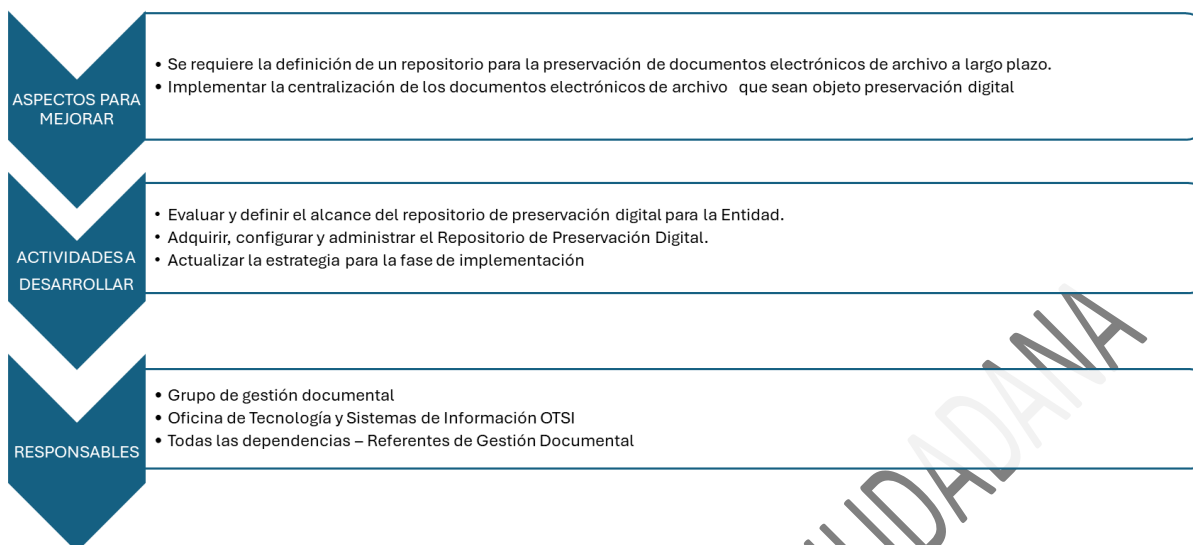 • Se requiere la definición de un repositorio para la preservación de documentos electrónicos de archivo a largo plazo.
• Implementar la centralización de los documentos electrónicos de archivo que sean objeto preservación digital
ASPECTOS PARA
MEJORAR
• Evaluar y definir el alcance del repositorio de preservación digital para la Entidad.
• Adquirir, configurar y administrar el Repositorio de Preservación Digital.
• Actualizar la estrategia para la fase de implementación
ACTIVIDADES A
DESARROLLAR
• Grupo de gestión documental
• Oficina de Tecnología y Sistemas de Información OTSI
• Todas las dependencias – Referentes de Gestión Documental
RESPONSABLES
UDADANA